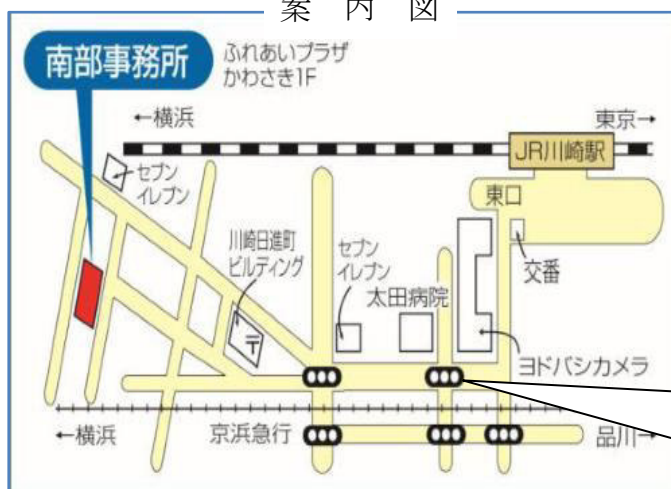 案内図
南部事務所
ふれあいプラザ
かわさき1F
←横浜
東京→
JR川崎駅
セブン
イレブン
東口
川崎日進町
ビルディング
セブン
イレブン
太田病院
交番
〒
ヨドバシカメラ
←横浜
京浜急行
品川→